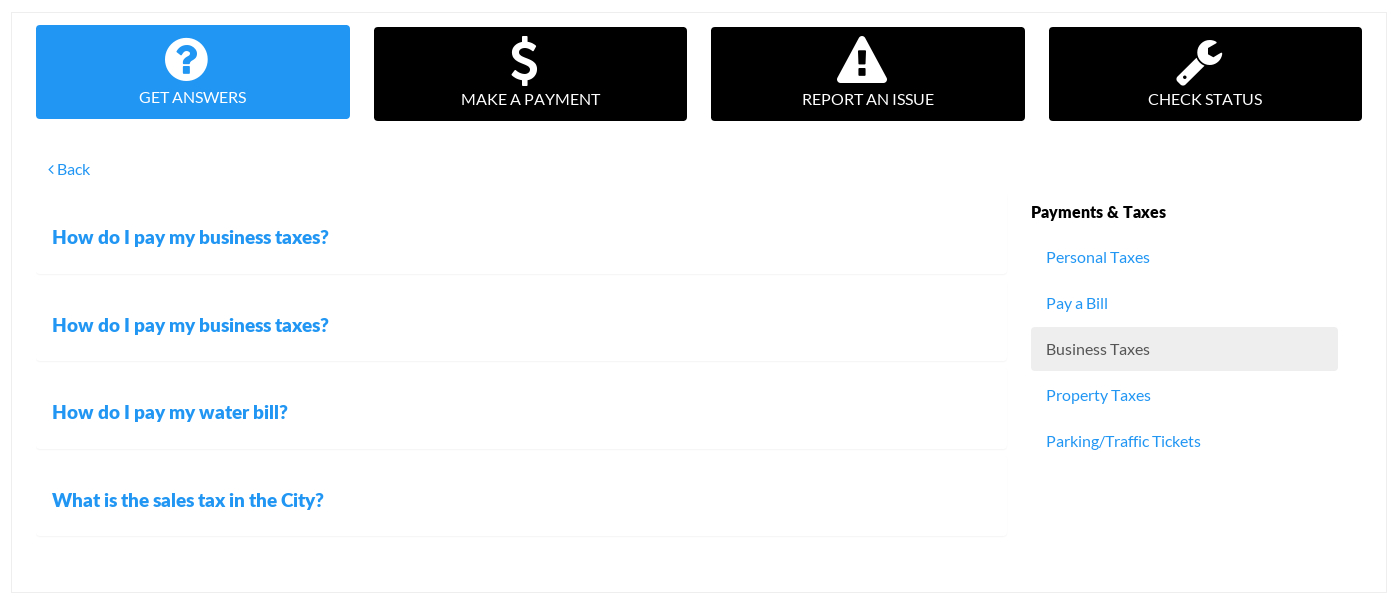 GET ANSWERS
MAKE A PAYMENT
REPORT AN ISSUE
CHECK STATUS
Back
How do I pay my business taxes?
How do I pay my business taxes?
How do I pay my water bill?
What is the sales tax in the City?
Payments & Taxes
Personal Taxes
Pay a Bill
Business Taxes
Property Taxes
Parking/Traffic Tickets